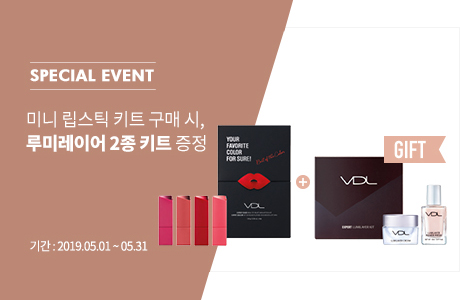 SPECIAL EVENT
미니 립스틱 키트 구매 시,
루미레이어 2종 키트 증정
기간 : 2019.05.01 ~ 05.31
YOUR
FAVORITE
COLOR
FOR SURE!
VDL
+
GIFT
VDL
VDL